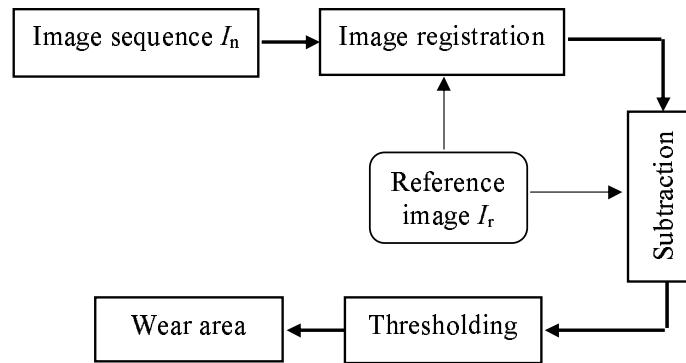 Image sequence Iₙ
Image registration
Reference
image Iᵣ
Subtraction
Thresholding
Wear area